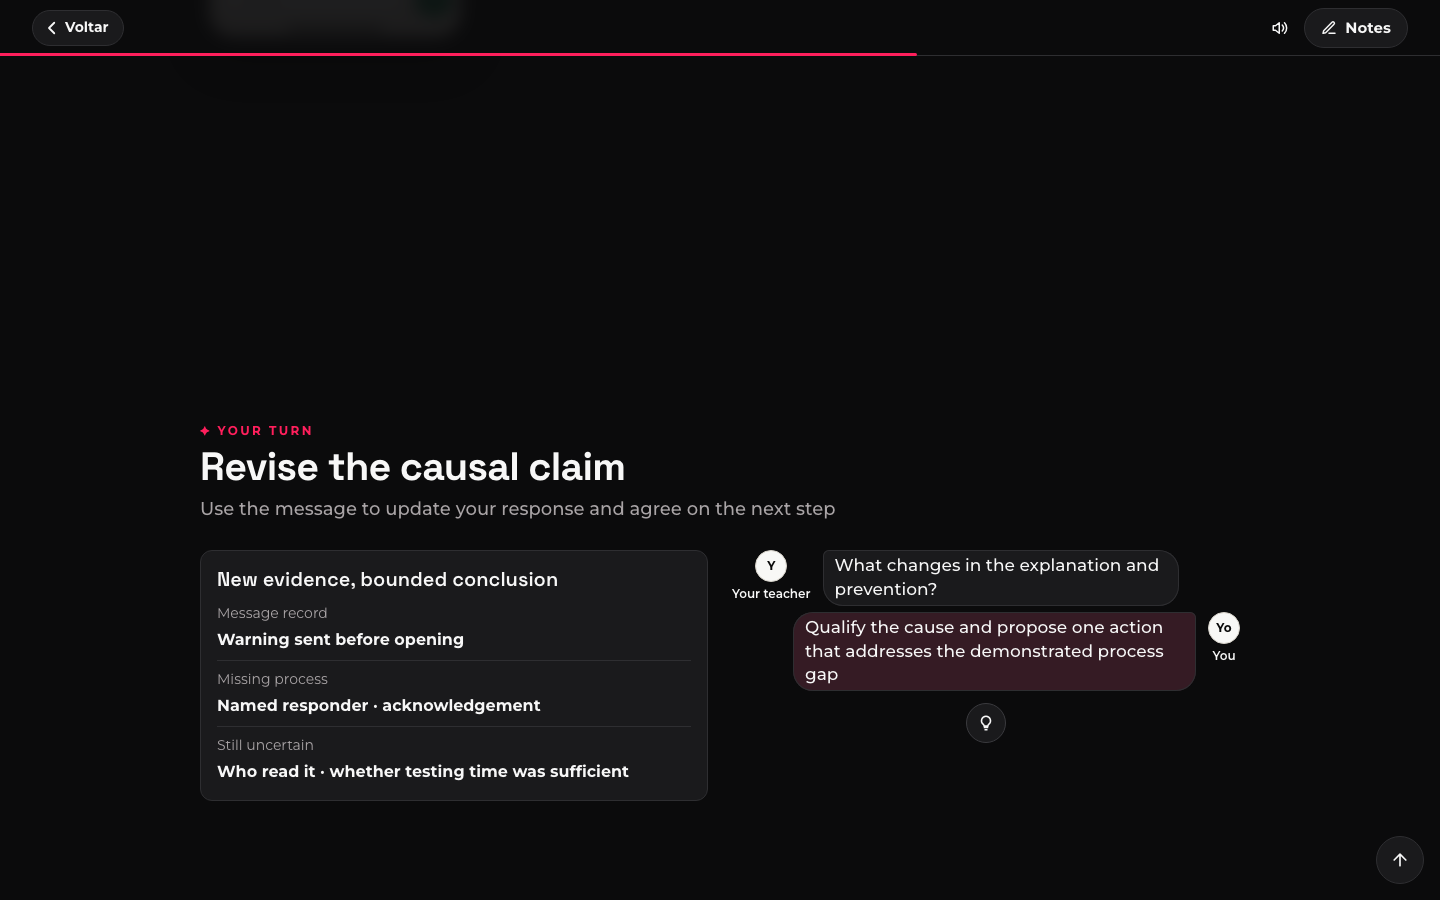 Voltar
Notes
YOUR TURN
Revise the causal claim
Use the message to update your response and agree on the next step
New evidence, bounded conclusion
Message record
Warning sent before opening
Missing process
Named responder · acknowledgement
Still uncertain
Who read it · whether testing time was sufficient
Y
Your teacher
What changes in the explanation and
prevention?
Qualify the cause and propose one action
that addresses the demonstrated process
gap
Yo
You